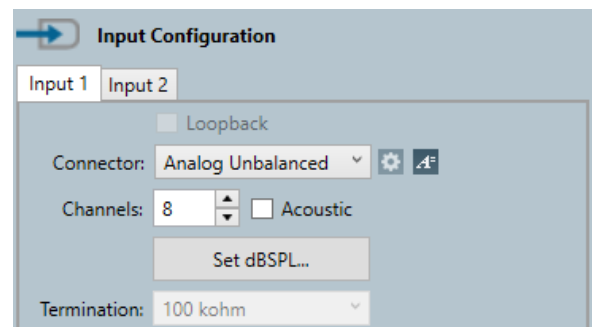 Input Configuration
Input 1 Input 2
Loopback
Connector: Analog Unbalanced
Channels: 8 Acoustic
Set dBSPL...
Termination: 100 kohm